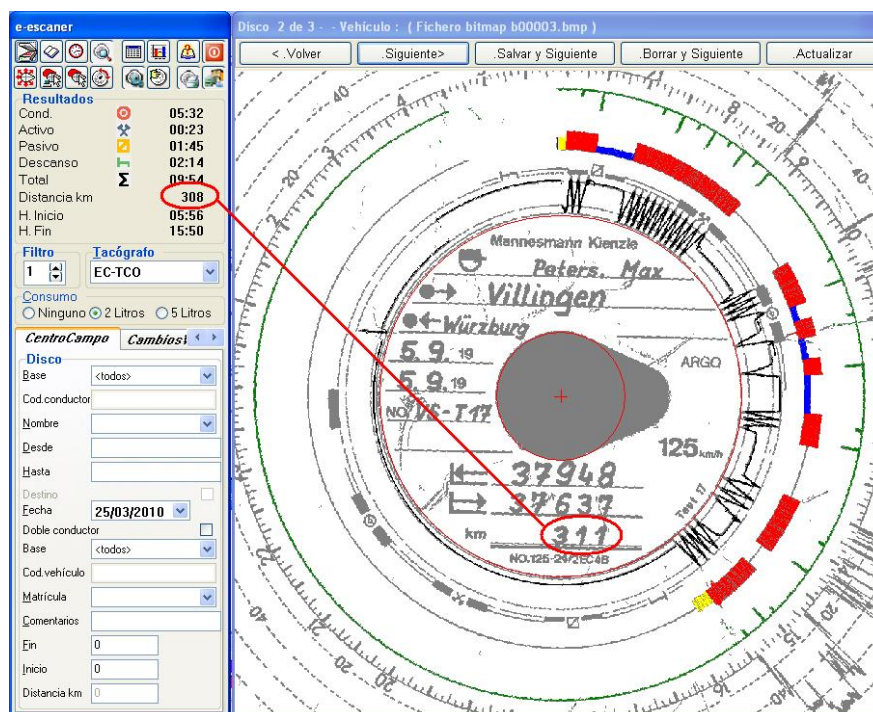 e-escaner
Disco 2 de 3 - - Vehiculo : ( Fichero bitmap b00003.bmp )
< .Volver
.Siguiente>
.Salvar y Siguiente
.Borrar y Siguiente
.Actualizar
Resultados
Cond. 05:32
Activo 00:23
Pasivo 01:45
Descanso 02:14
Total Σ 09:54
Distancia km 308
H. Inicio 05:56
H. Fin 15:50
Filtro
1
Tacógrafo
EC-TCO
Consumo
Ninguno 2 Litros 5 Litros
CentroCampo
Disco
Base <todos>
Cod.conductor
Nombre
Desde
Hasta
Destino
Fecha 25/03/2010
Doble conductor
Base <todos>
Cod.vehículo
Matrícula
Comentarios
Fin 0
Inicio 0
Distancia km 0
Mannesmann Kienzle
Peters, Max
Villingen
Würzburg
5. 9. 19
5. 9. 19
NO. VS-T 17
ARGO
125 km/h
37948
37637
km 311
Test 17